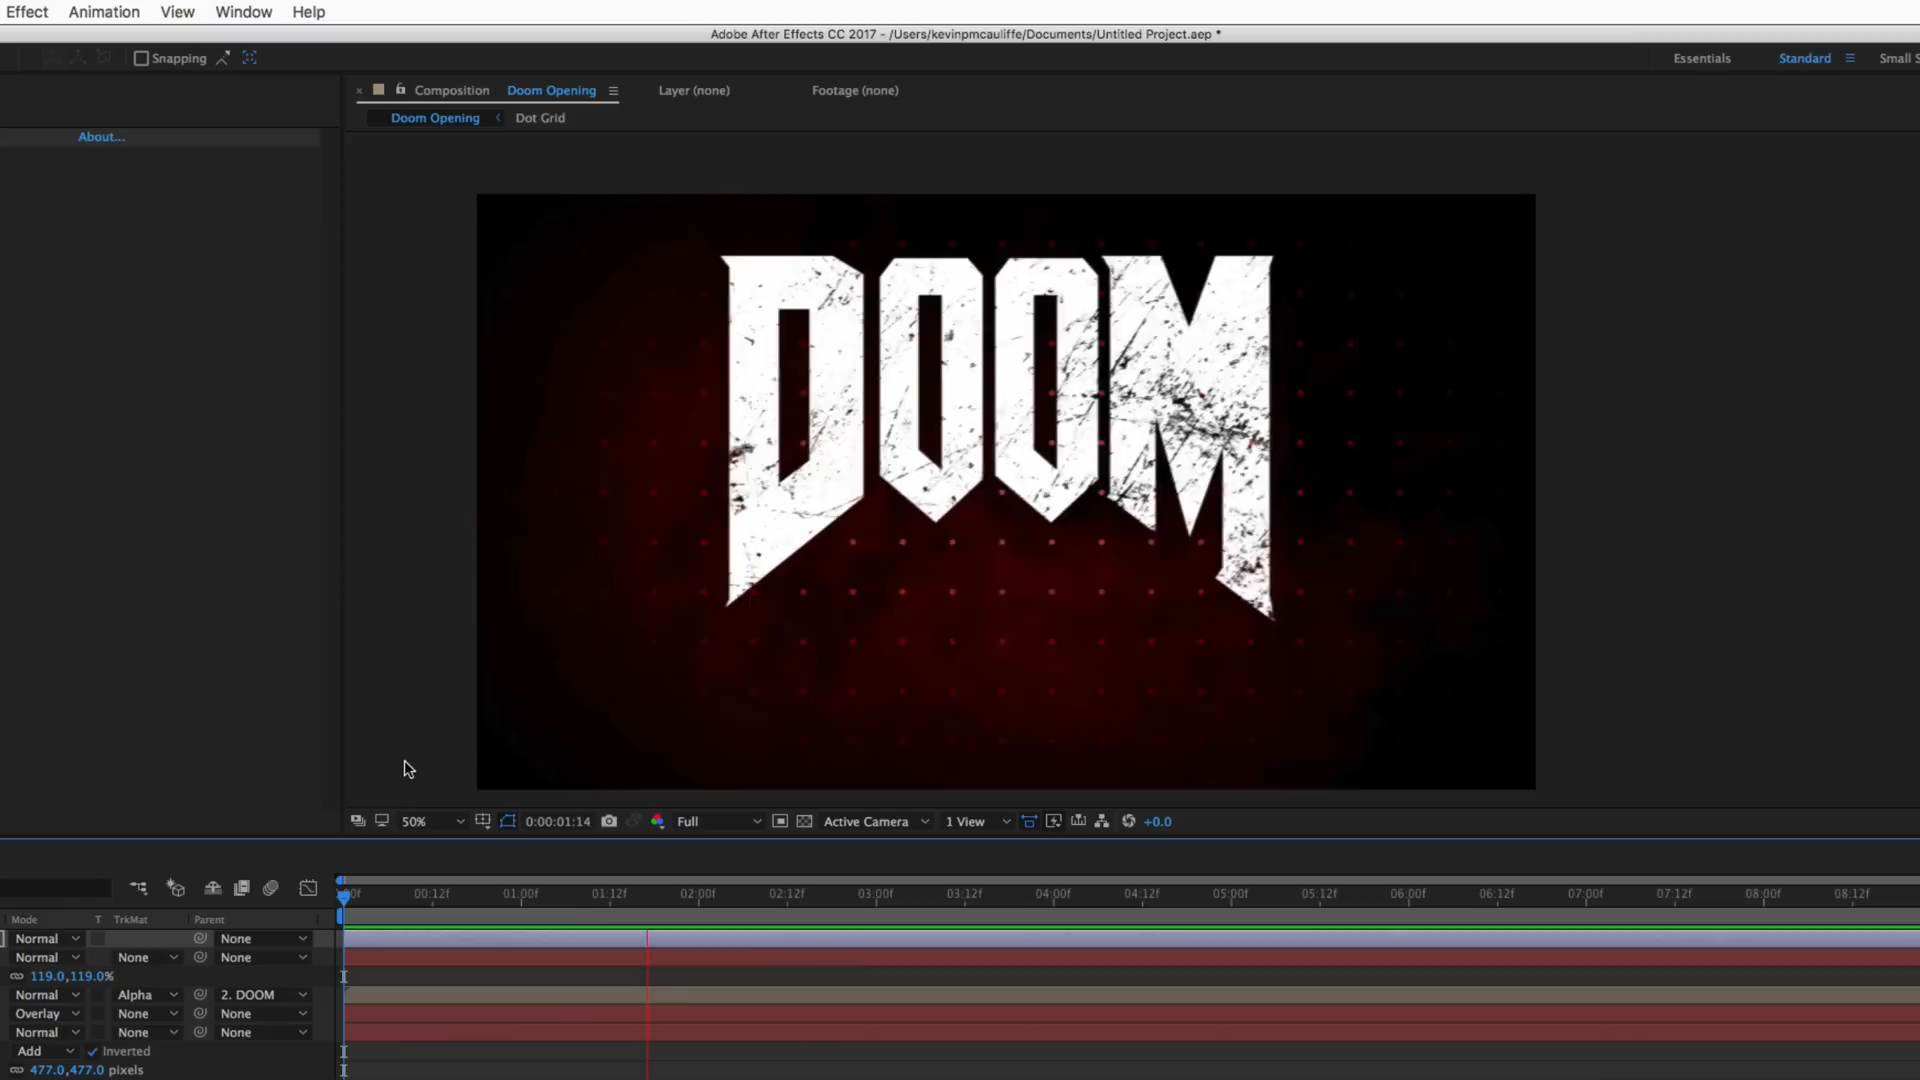 Effect Animation View Window Help
Adobe After Effects CC 2017 - /Users/kevinpmcauliffe/Documents/Untitled Project.aep *
Snapping Essentials Standard Small S
Composition Doom Opening Layer (none) Footage (none)
Doom Opening Dot Grid
About...
DOOM
50% 0:00:01:14 Full Active Camera 1 View +0.0
00f 00:12f 01:00f 01:12f 02:00f 02:12f 03:00f 03:12f 04:00f 04:12f 05:00f 05:12f 06:00f 06:12f 07:00f 07:12f 08:00f 08:12f
Mode T TrkMat Parent
Normal None
Normal None None
119.0,119.0%
Normal Alpha 2. DOOM
Overlay None None
Normal None None
Add Inverted
477.0,477.0 pixels